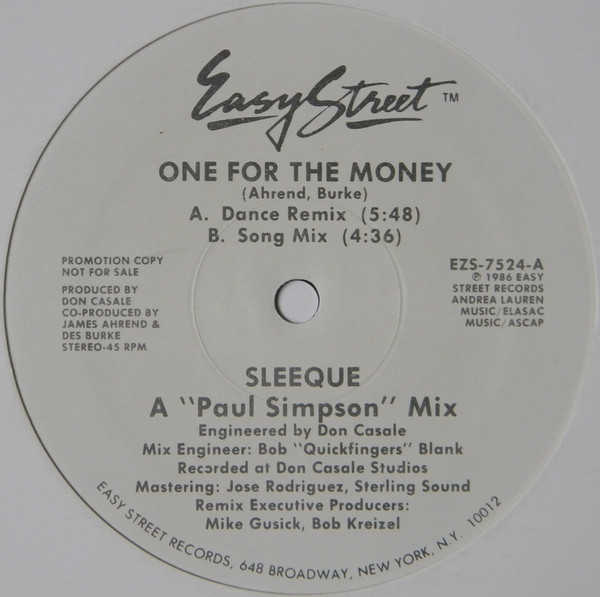 Easy Street ™
ONE FOR THE MONEY
(Ahrend, Burke)
A. Dance Remix (5:48)
B. Song Mix (4:36)
PROMOTION COPY
NOT FOR SALE
PRODUCED BY
DON CASALE
CO-PRODUCED BY
JAMES AHREND &
DES BURKE
STEREO-45 RPM
EZS-7524-A
℗ 1986 EASY
STREET RECORDS
ANDREA LAUREN
MUSIC/ELASAC
MUSIC/ASCAP
SLEEQUE
A "Paul Simpson" Mix
Engineered by Don Casale
Mix Engineer: Bob "Quickfingers" Blank
Recorded at Don Casale Studios
Mastering: Jose Rodriguez, Sterling Sound
Remix Executive Producers:
Mike Gusick, Bob Kreizel
EASY STREET RECORDS, 648 BROADWAY, NEW YORK, N.Y. 10012